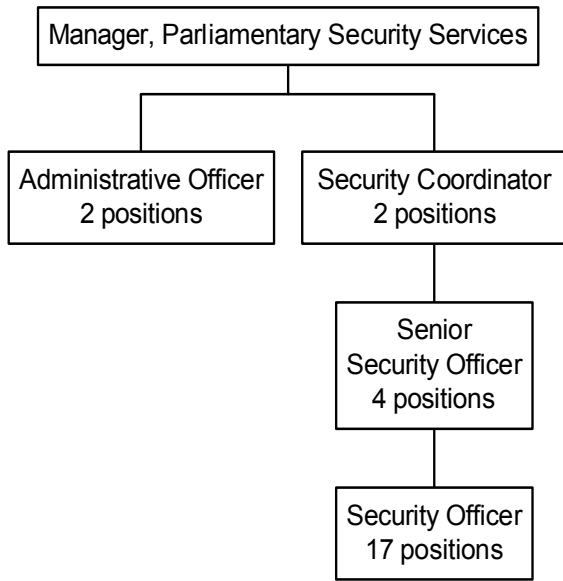 Manager, Parliamentary Security Services
Administrative Officer
2 positions
Security Coordinator
2 positions
Senior
Security Officer
4 positions
Security Officer
17 positions